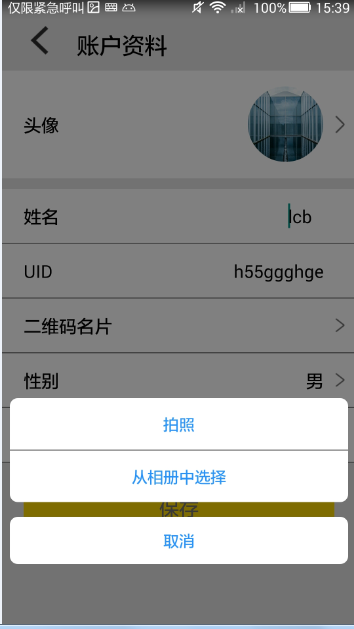 仅限紧急呼叫 100% 15:39
账户资料
头像
姓名 lcb
UID h55ggghge
二维码名片
性别 男
拍照
从相册中选择
保存
取消